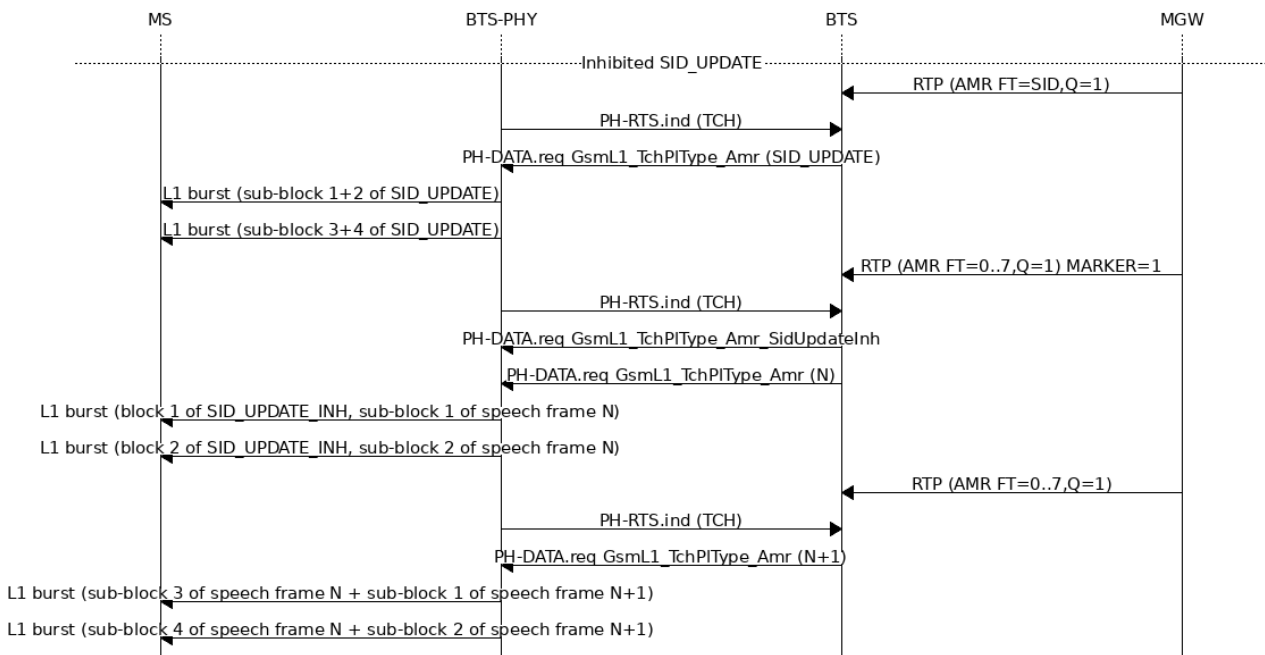 MS BTS-PHY BTS MGW
Inhibited SID_UPDATE
RTP (AMR FT=SID,Q=1)
PH-RTS.ind (TCH)
PH-DATA.req GsmL1_TchPlType_Amr (SID_UPDATE)
L1 burst (sub-block 1+2 of SID_UPDATE)
L1 burst (sub-block 3+4 of SID_UPDATE)
RTP (AMR FT=0..7,Q=1) MARKER=1
PH-RTS.ind (TCH)
PH-DATA.req GsmL1_TchPlType_Amr_SidUpdateInh
PH-DATA.req GsmL1_TchPlType_Amr (N)
L1 burst (block 1 of SID_UPDATE_INH, sub-block 1 of speech frame N)
L1 burst (block 2 of SID_UPDATE_INH, sub-block 2 of speech frame N)
RTP (AMR FT=0..7,Q=1)
PH-RTS.ind (TCH)
PH-DATA.req GsmL1_TchPlType_Amr (N+1)
L1 burst (sub-block 3 of speech frame N + sub-block 1 of speech frame N+1)
L1 burst (sub-block 4 of speech frame N + sub-block 2 of speech frame N+1)